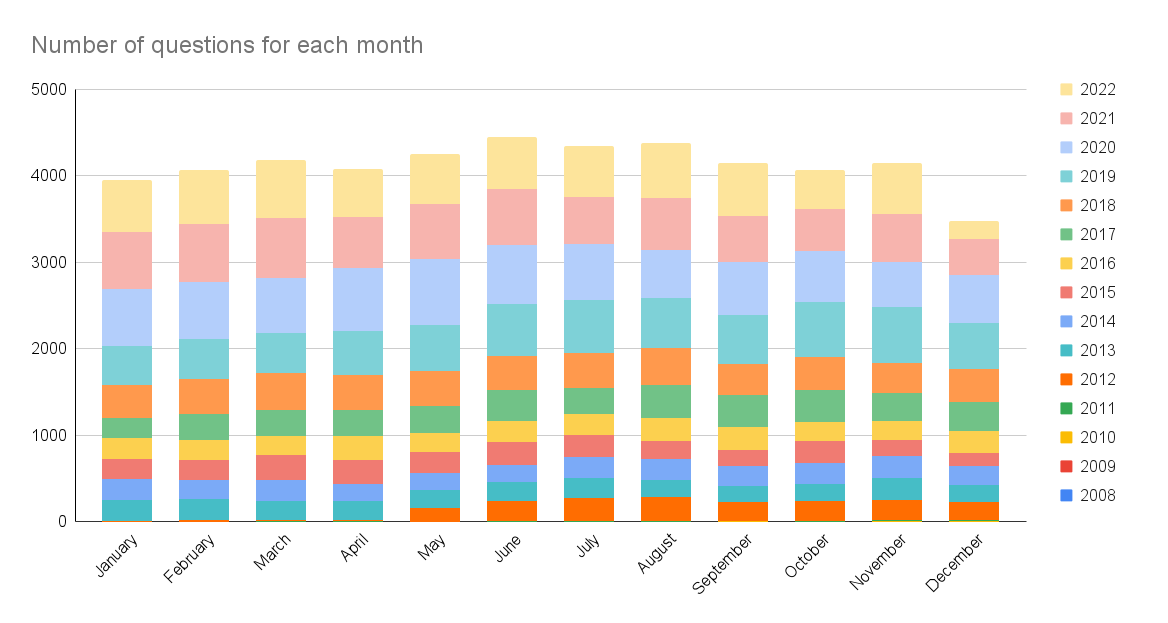 Number of questions for each month
5000
4000
3000
2000
1000
0
January
February
March
April
May
June
July
August
September
October
November
December
2022
2021
2020
2019
2018
2017
2016
2015
2014
2013
2012
2011
2010
2009
2008